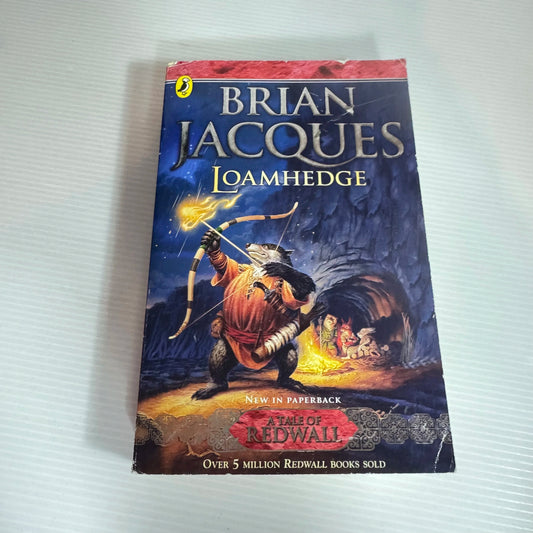 BRIAN
JACQUES
LOAMHEDGE
NEW IN PAPERBACK
A TALE OF
REDWALL
OVER 5 MILLION REDWALL BOOKS SOLD